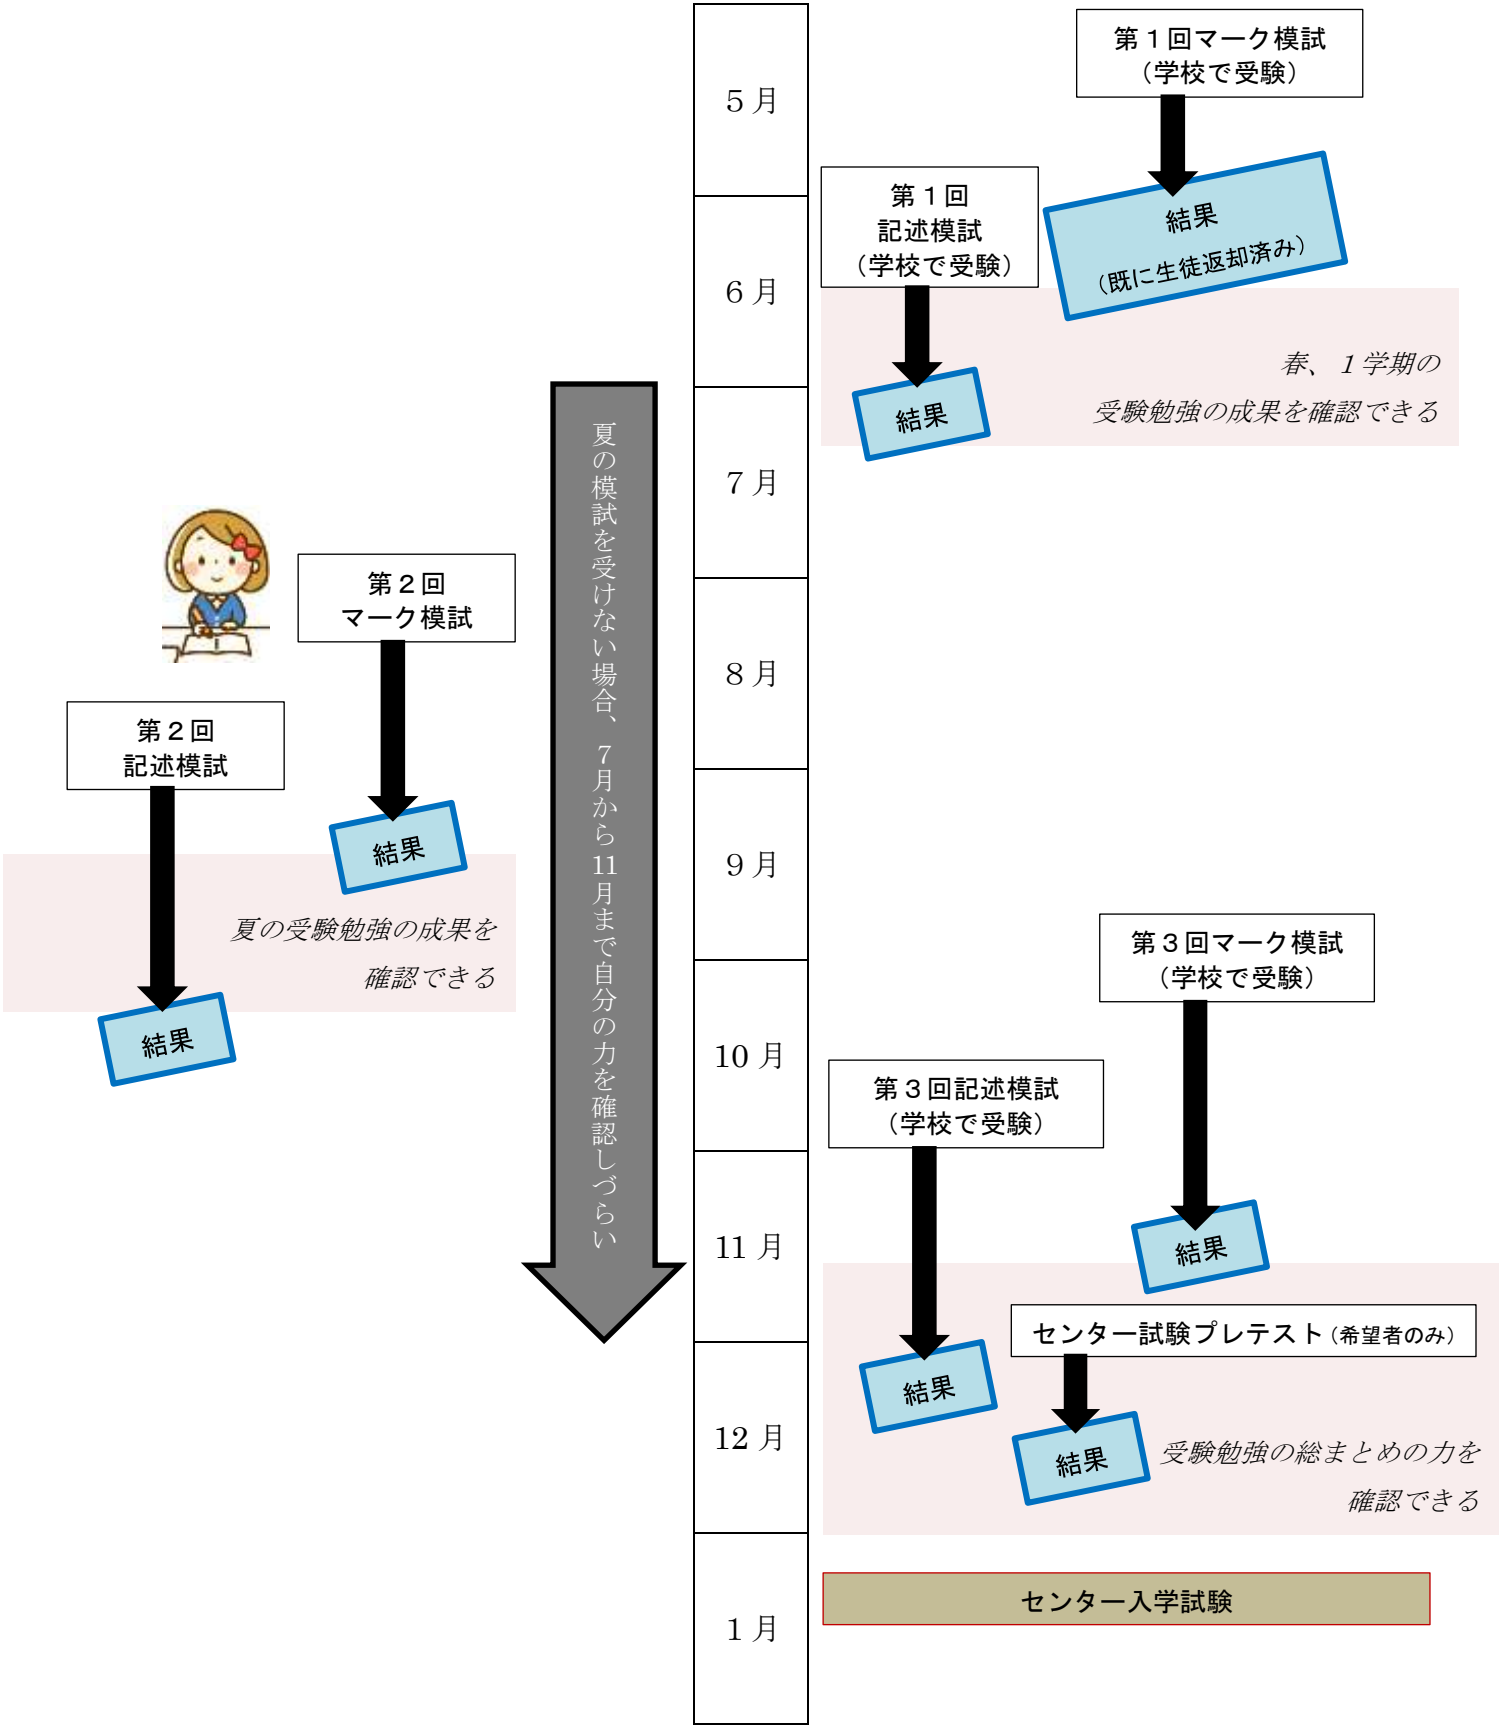 5月
6月
7月
8月
9月
10月
11月
12月
1月
第1回マーク模試
（学校で受験）
結果
（既に生徒返却済み）
第1回
記述模試
（学校で受験）
結果
春、1学期の
受験勉強の成果を確認できる
夏の模試を受けない場合、7月から11月まで自分の力を確認しづらい
第2回
マーク模試
結果
第2回
記述模試
結果
夏の受験勉強の成果を
確認できる
第3回マーク模試
（学校で受験）
結果
第3回記述模試
（学校で受験）
結果
センター試験プレテスト（希望者のみ）
結果
受験勉強の総まとめの力を
確認できる
センター入学試験